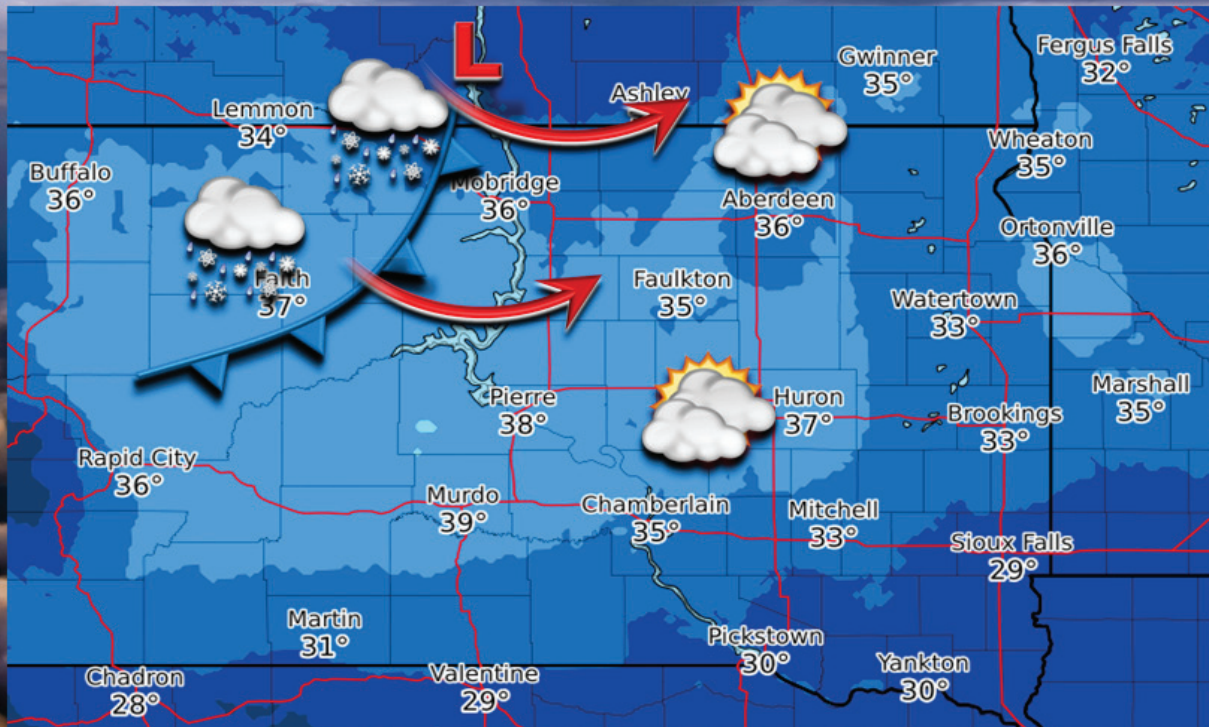 L
Gwinner
35°
Fergus Falls
32°
Ashley
Lemmon
34°
Wheaton
35°
Buffalo
36°
Mobridge
36°
Aberdeen
36°
Ortonville
36°
Faith
37°
Faulkton
35°
Watertown
33°
Marshall
35°
Pierre
38°
Huron
37°
Brookings
33°
Rapid City
36°
Murdo
39°
Chamberlain
35°
Mitchell
33°
Sioux Falls
29°
Martin
31°
Pickstown
30°
Chadron
28°
Valentine
29°
Yankton
30°